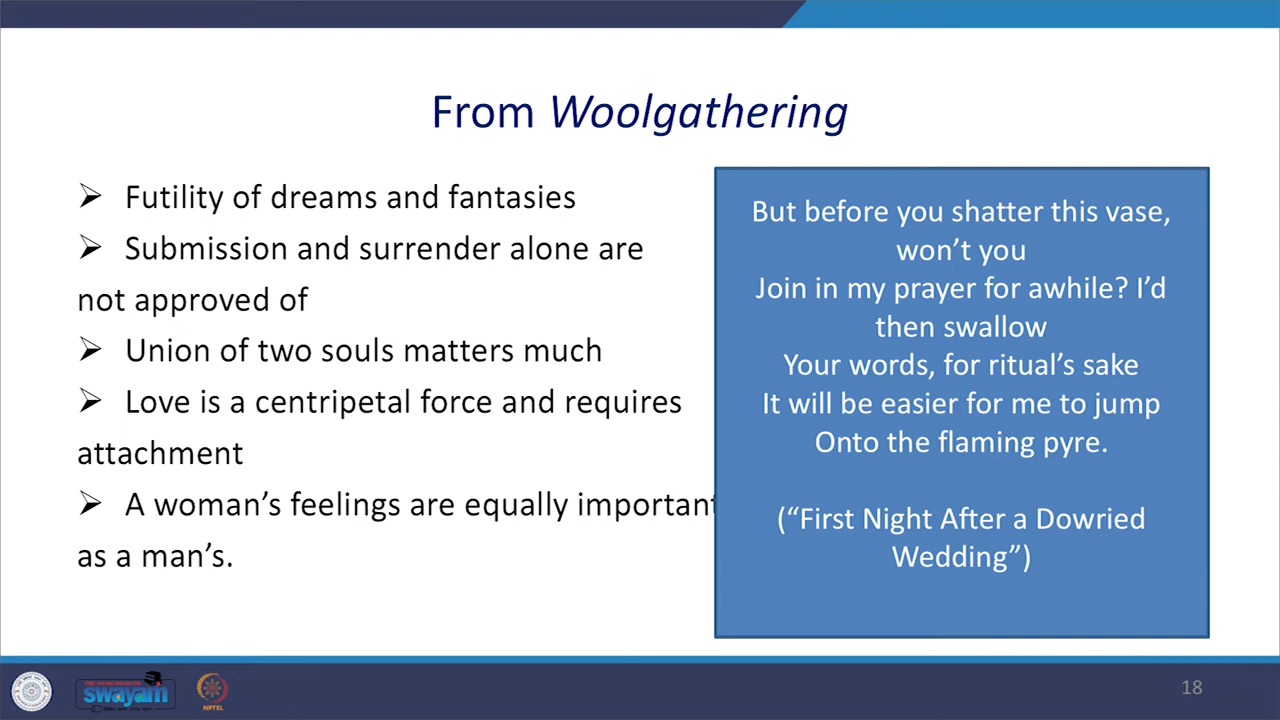 From Woolgathering
➢ Futility of dreams and fantasies
➢ Submission and surrender alone are
not approved of
➢ Union of two souls matters much
➢ Love is a centripetal force and requires
attachment
➢ A woman's feelings are equally important
as a man's.
But before you shatter this vase,
won't you
Join in my prayer for awhile? I'd
then swallow
Your words, for ritual's sake
It will be easier for me to jump
Onto the flaming pyre.
("First Night After a Dowried
Wedding")
swayam
NPTEL
18